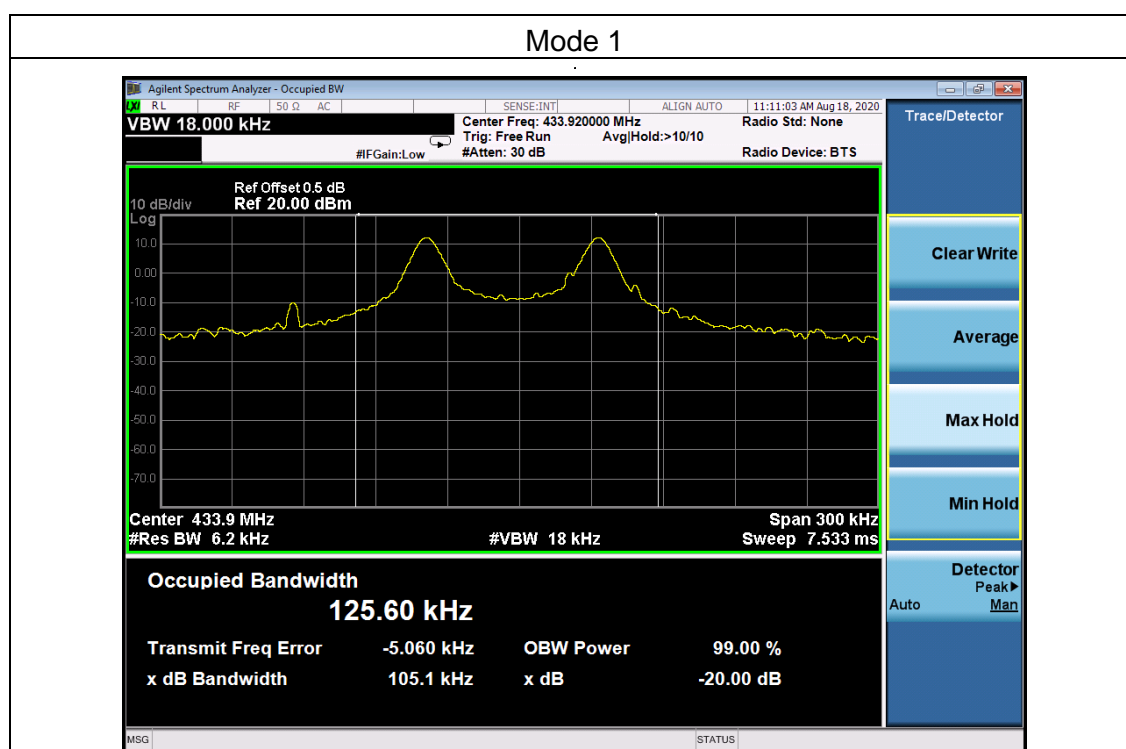 Mode 1
Agilent Spectrum Analyzer - Occupied BW
LXI RL RF 50 Ω AC SENSE:INT ALIGN AUTO 11:11:03 AM Aug 18, 2020
VBW 18.000 kHz Center Freq: 433.920000 MHz Radio Std: None
Trig: Free Run Avg|Hold:>10/10
#IFGain:Low #Atten: 30 dB Radio Device: BTS
Trace/Detector
Ref Offset 0.5 dB
10 dB/div Ref 20.00 dBm
Log
10.0
0.00
-10.0
-20.0
-30.0
-40.0
-50.0
-60.0
-70.0
Center 433.9 MHz Span 300 kHz
#Res BW 6.2 kHz #VBW 18 kHz Sweep 7.533 ms
Clear Write
Average
Max Hold
Min Hold
Detector
Peak▶
Auto Man
Occupied Bandwidth
125.60 kHz
Transmit Freq Error -5.060 kHz OBW Power 99.00 %
x dB Bandwidth 105.1 kHz x dB -20.00 dB
MSG STATUS